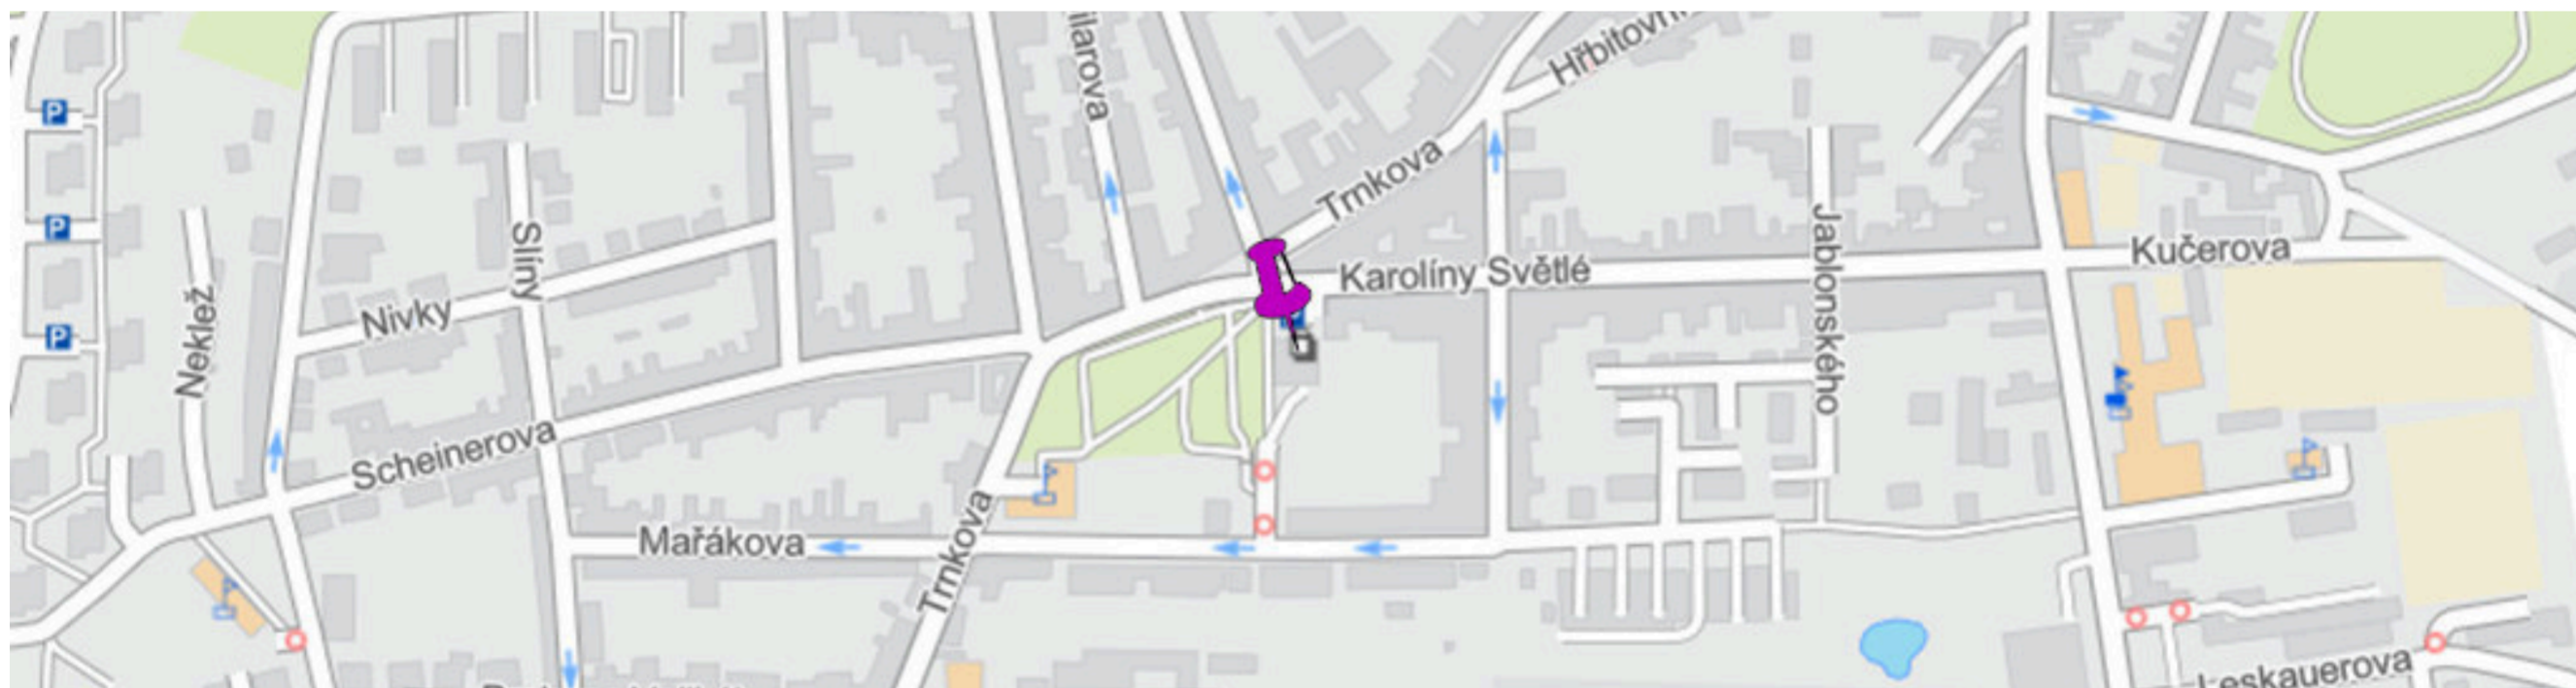 Hřbitovní
P
Trnkova
P
Slíny
Jablonského
Kučerova
Karolíny Světlé
Nivky
Neklež
P
Scheinerova
Mařákova
Trnkova
Leskauerova